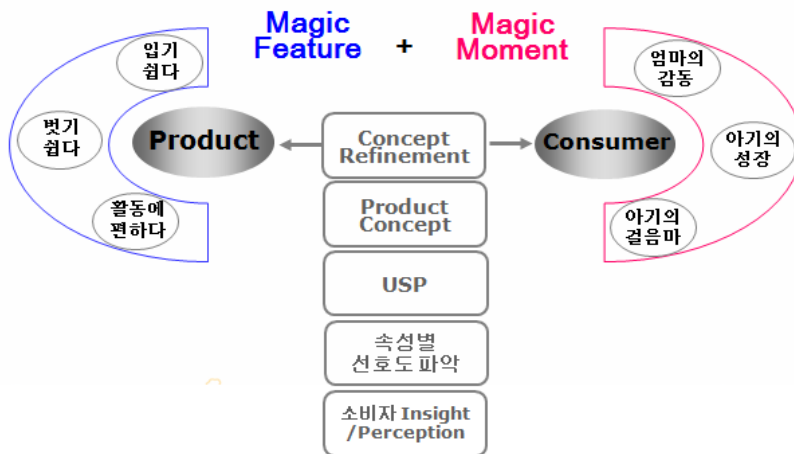 Magic
Feature
+
Magic
Moment
입기
쉽다
벗기
쉽다
활동에
편하다
Product
Concept
Refinement
Consumer
엄마의
감동
아기의
성장
아기의
걸음마
Product
Concept
USP
속성별
선호도 파악
소비자 Insight
/Perception